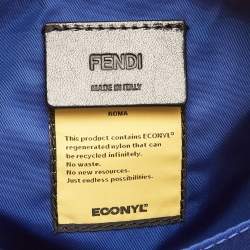 FENDI
MADE IN ITALY
ROMA
This product contains ECONYL®
regenerated nylon that can
be recycled infinitely.
No waste.
No new resources.
Just endless possibilities.
ECONYL®